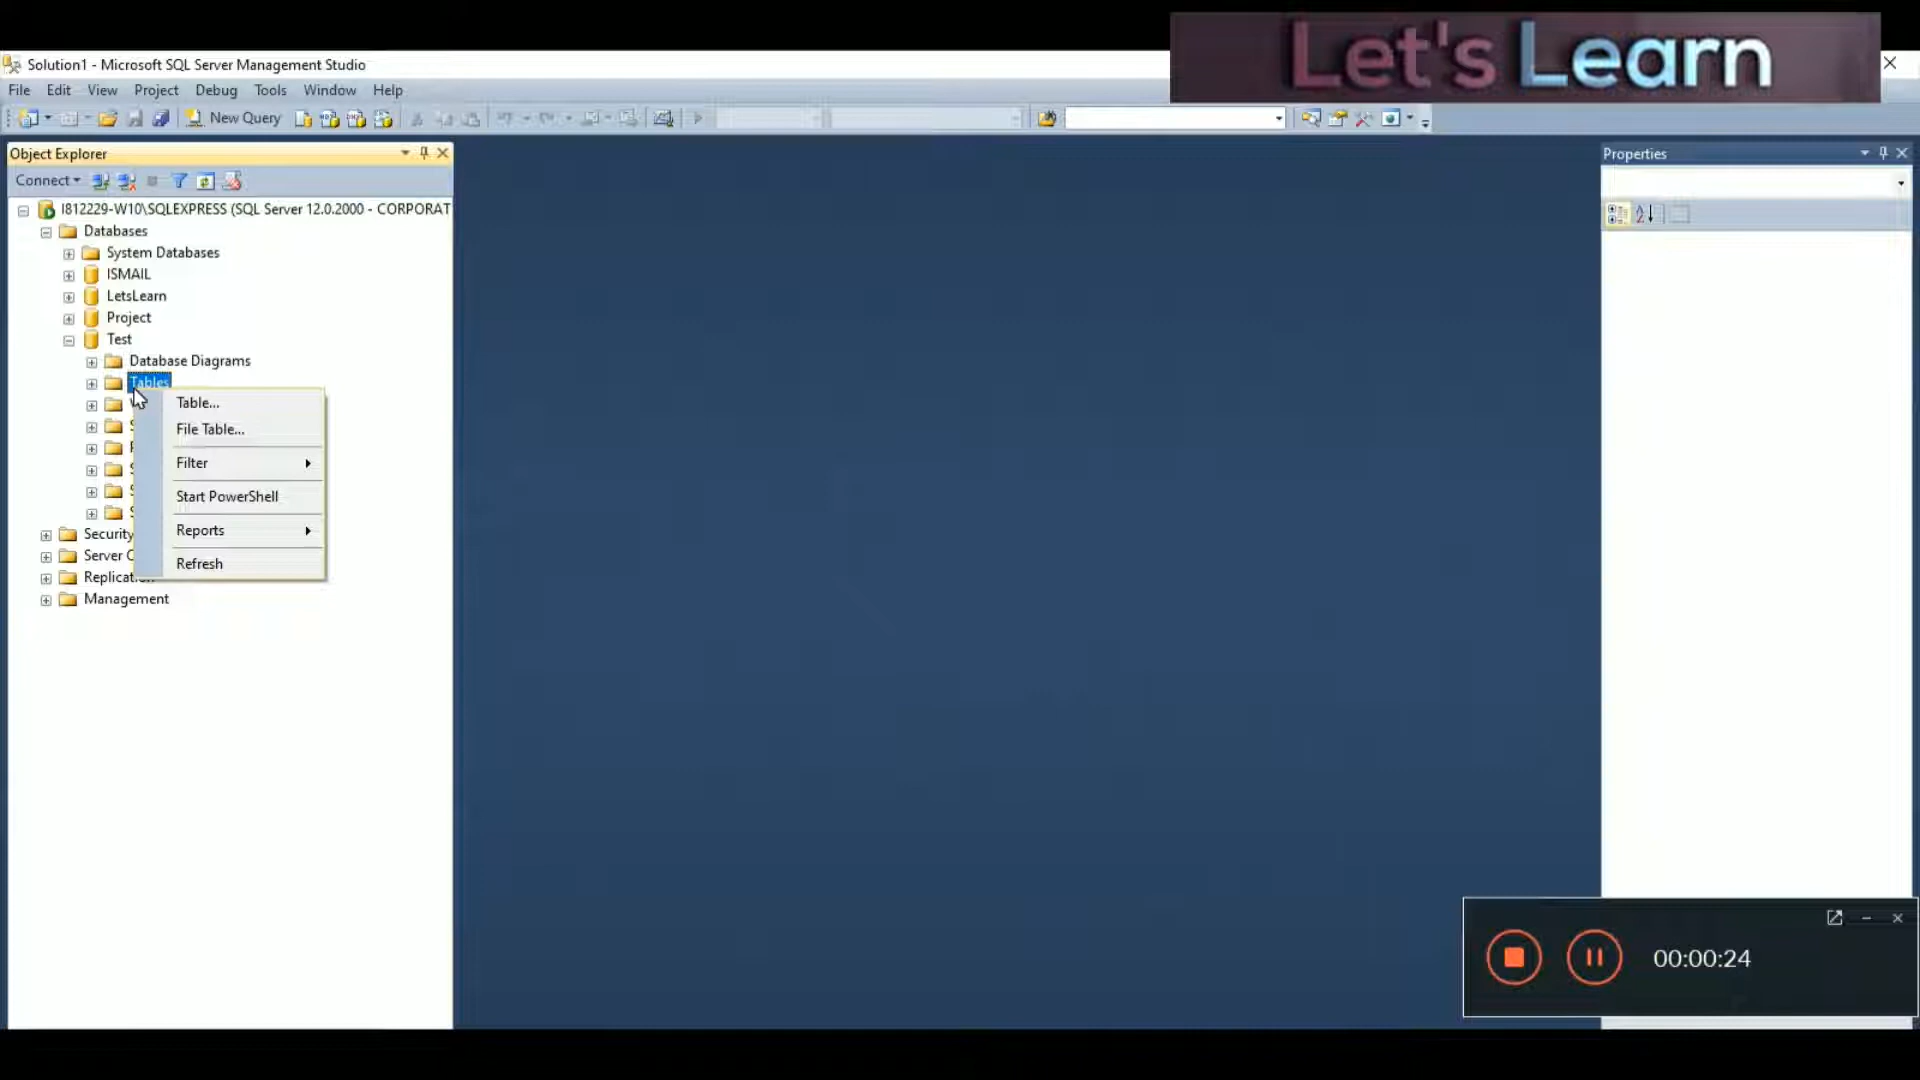 Let's Learn
Solution1 - Microsoft SQL Server Management Studio
File Edit View Project Debug Tools Window Help
New Query
Object Explorer
Connect
I812229-W10\SQLEXPRESS (SQL Server 12.0.2000 - CORPORAT
Databases
System Databases
ISMAIL
LetsLearn
Project
Test
Database Diagrams
Tables
Table...
File Table...
Filter
Start PowerShell
Reports
Refresh
Security
Server
Management
Properties
00:00:24